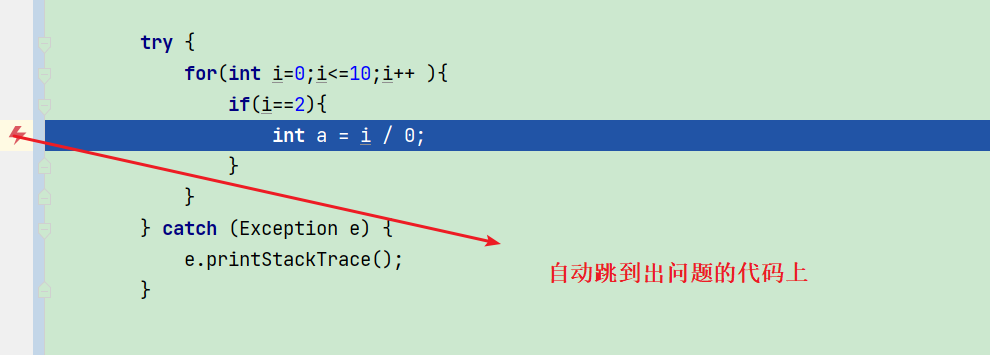 try {
for(int i=0;i<=10;i++ ){
if(i==2){
int a = i / 0;
}
}
} catch (Exception e) {
e.printStackTrace();
}
自动跳到出问题的代码上